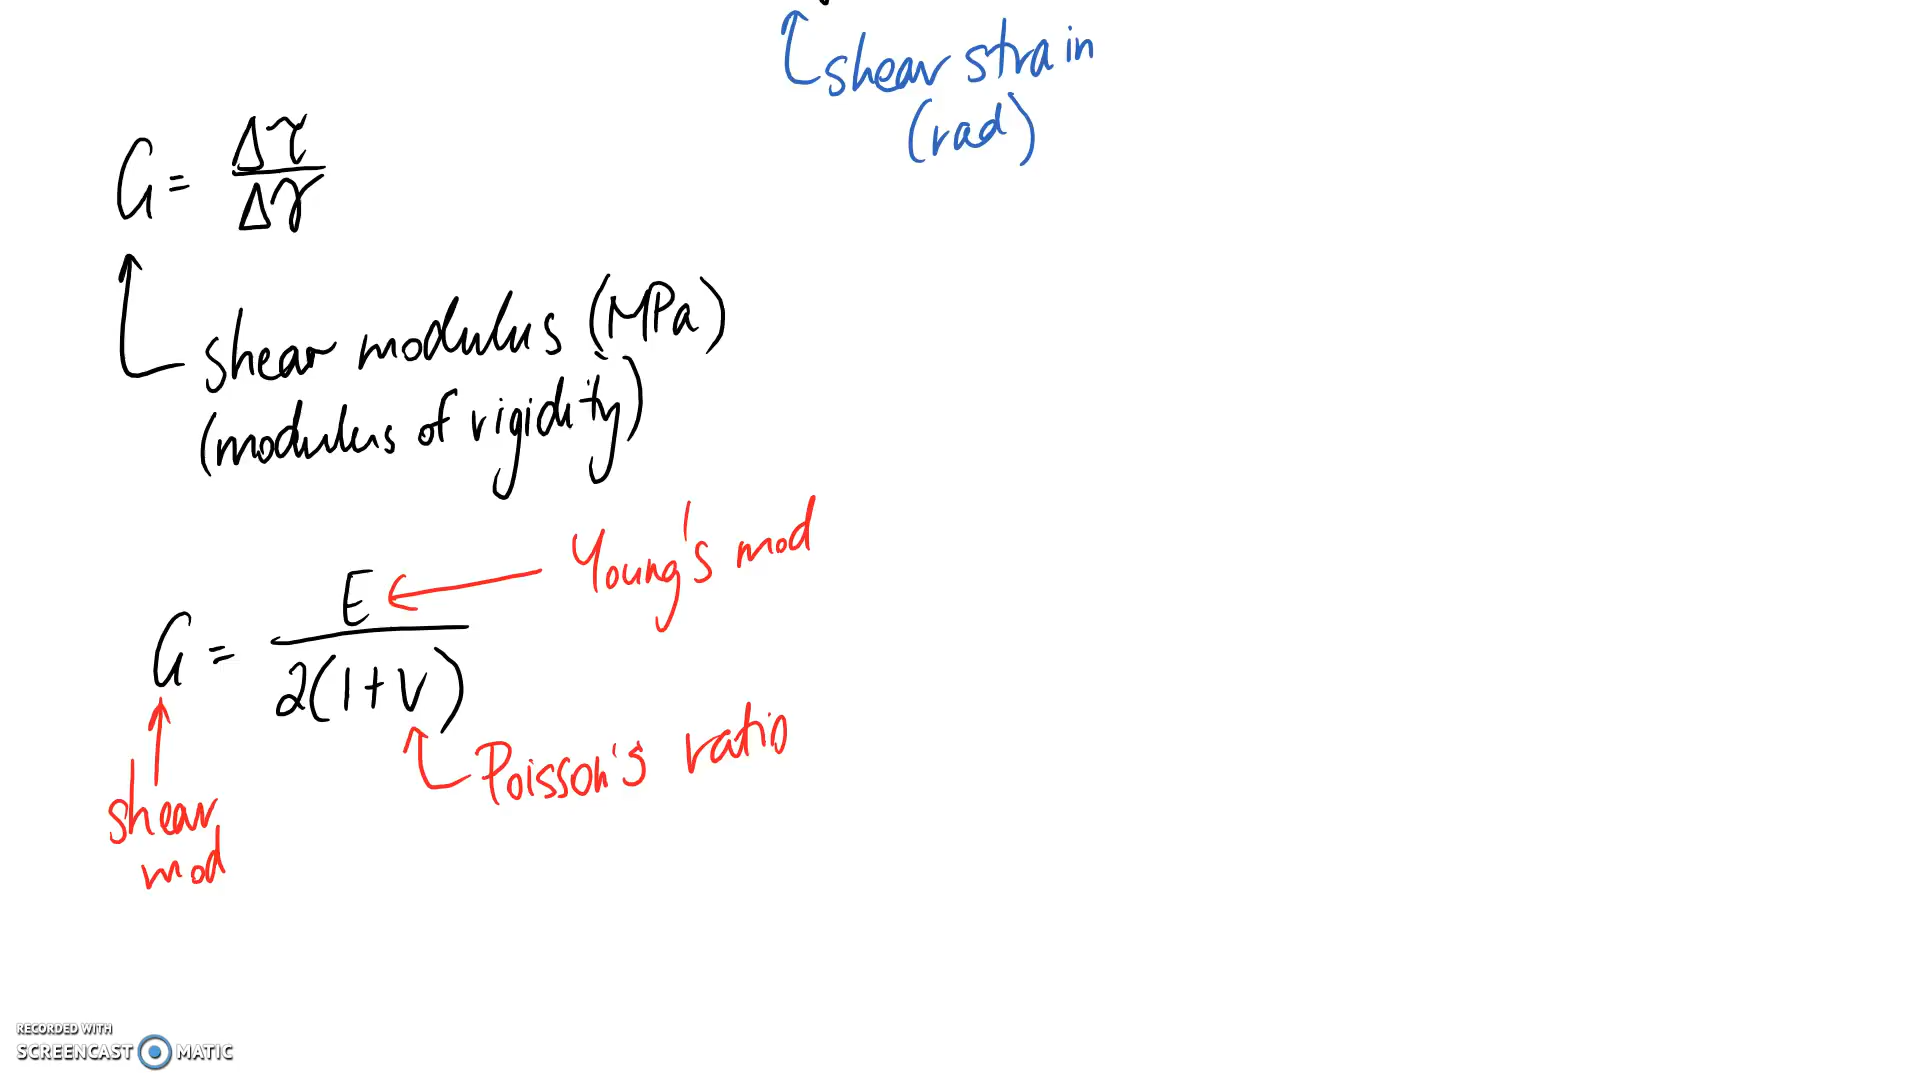 shear strain
(rad)
G = Δτ/Δγ
shear modulus (MPa)
(modulus of rigidity)
Young's mod
G = E/2(1+ν)
Poisson's ratio
shear
mod
RECORDED WITH
SCREENCAST MATIC